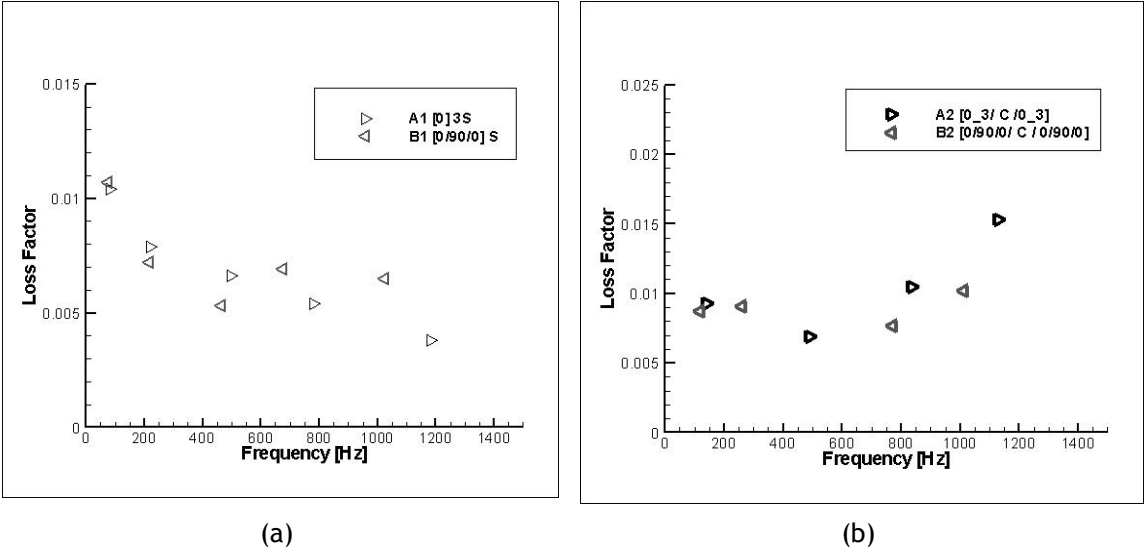 0.015
0.01
0.005
0
Loss Factor
A1 [0] 3S
B1 [0/90/0] S
0 200 400 600 800 1000 1200 1400
Frequency [Hz]
(a)
0.025
0.02
0.015
0.01
0.005
0
Loss Factor
A2 [0_3/ C /0_3]
B2 [0/90/0/ C / 0/90/0]
0 200 400 600 800 1000 1200 1400
Frequency [Hz]
(b)